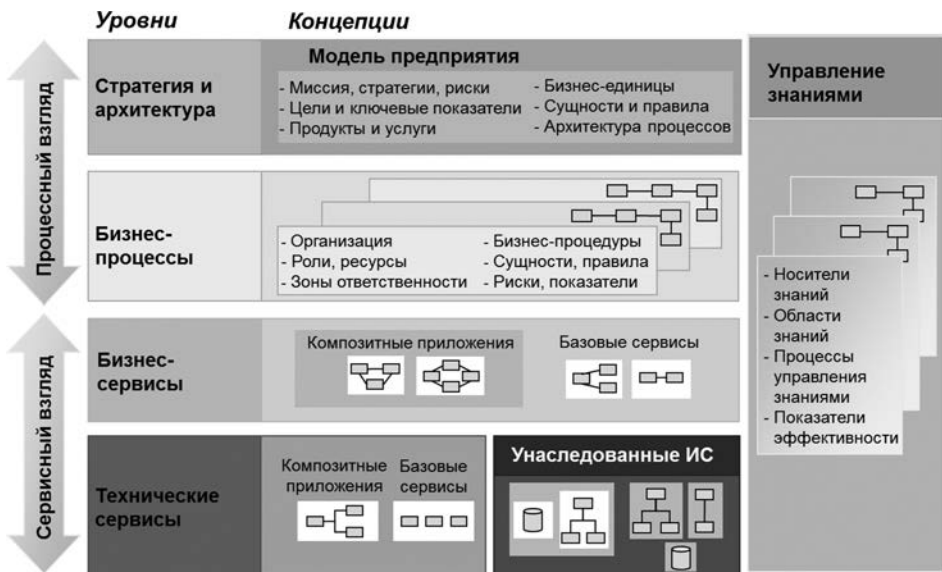 Уровни
Концепции
Процессный взгляд
Стратегия и
архитектура
Модель предприятия
- Миссия, стратегии, риски
- Цели и ключевые показатели
- Продукты и услуги
- Бизнес-единицы
- Сущности и правила
- Архитектура процессов
Бизнес-
процессы
- Организация
- Роли, ресурсы
- Зоны ответственности
- Бизнес-процедуры
- Сущности, правила
- Риски, показатели
Сервисный взгляд
Бизнес-
сервисы
Композитные приложения
Базовые сервисы
Технические
сервисы
Композитные
приложения
Базовые
сервисы
Унаследованные ИС
Управление
знаниями
- Носители
знаний
- Области
знаний
- Процессы
управления
знаниями
- Показатели
эффективности